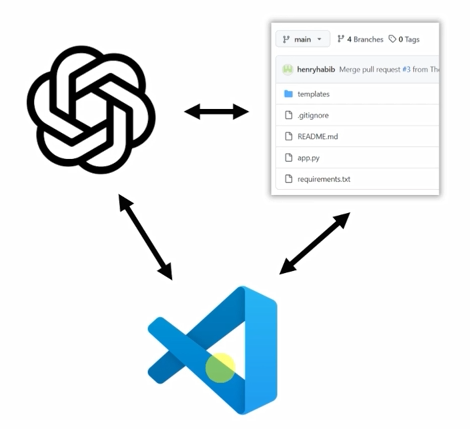 main
4 Branches
0 Tags
henryhabib Merge pull request #3 from The
templates
.gitignore
README.md
app.py
requirements.txt